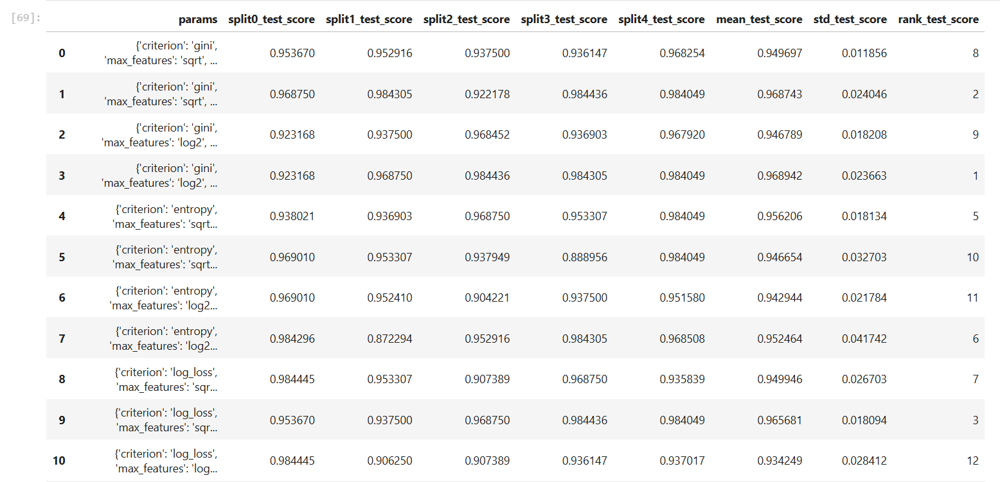 [69]:
params split0_test_score split1_test_score split2_test_score split3_test_score split4_test_score mean_test_score std_test_score rank_test_score
{'criterion': 'gini',
0 0.953670 0.952916 0.937500 0.936147 0.968254 0.949697 0.011856 8
'max_features': 'sqrt', ...
{'criterion': 'gini',
1 0.968750 0.984305 0.922178 0.984436 0.984049 0.968743 0.024046 2
'max_features': 'sqrt', ...
{'criterion': 'gini',
2 0.923168 0.937500 0.968452 0.936903 0.967920 0.946789 0.018208 9
'max_features': 'log2', ...
{'criterion': 'gini',
3 0.923168 0.968750 0.984436 0.984305 0.984049 0.968942 0.023663 1
'max_features': 'log2', ...
{'criterion': 'entropy',
4 0.938021 0.936903 0.968750 0.953307 0.984049 0.956206 0.018134 5
'max_features': 'sqrt...
{'criterion': 'entropy',
5 0.969010 0.953307 0.937949 0.888956 0.984049 0.946654 0.032703 10
'max_features': 'sqrt...
{'criterion': 'entropy',
6 0.969010 0.952410 0.904221 0.937500 0.951580 0.942944 0.021784 11
'max_features': 'log2...
{'criterion': 'entropy',
7 0.984296 0.872294 0.952916 0.984305 0.968508 0.952464 0.041742 6
'max_features': 'log2...
{'criterion': 'log_loss',
8 0.984445 0.953307 0.907389 0.968750 0.935839 0.949946 0.026703 7
'max_features': 'sqr...
{'criterion': 'log_loss',
9 0.953670 0.937500 0.968750 0.984436 0.984049 0.965681 0.018094 3
'max_features': 'sqr...
{'criterion': 'log_loss',
10 0.984445 0.906250 0.907389 0.936147 0.937017 0.934249 0.028412 12
'max_features': 'log...